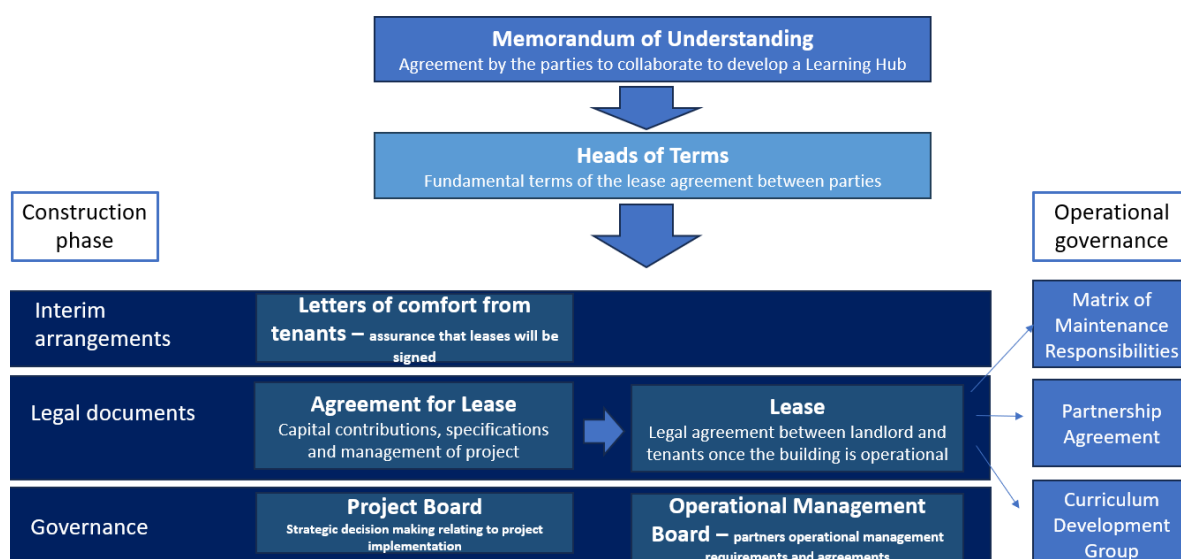 Memorandum of Understanding
Agreement by the parties to collaborate to develop a Learning Hub
Heads of Terms
Fundamental terms of the lease agreement between parties
Construction
phase
Operational
governance
Interim
arrangements
Letters of comfort from
tenants – assurance that leases will be
signed
Matrix of
Maintenance
Responsibilities
Legal documents
Agreement for Lease
Capital contributions, specifications
and management of project
Lease
Legal agreement between landlord and
tenants once the building is operational
Partnership
Agreement
Governance
Project Board
Strategic decision making relating to project
implementation
Operational Management
Board – partners operational management
requirements and agreements
Curriculum
Development
Group